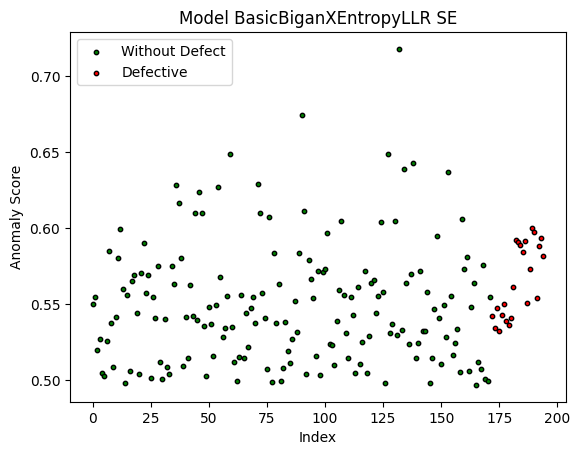 Model BasicBiganXEntropyLLR SE
Without Defect
Defective
Anomaly Score
0.70
0.65
0.60
0.55
0.50
0 25 50 75 100 125 150 175 200
Index